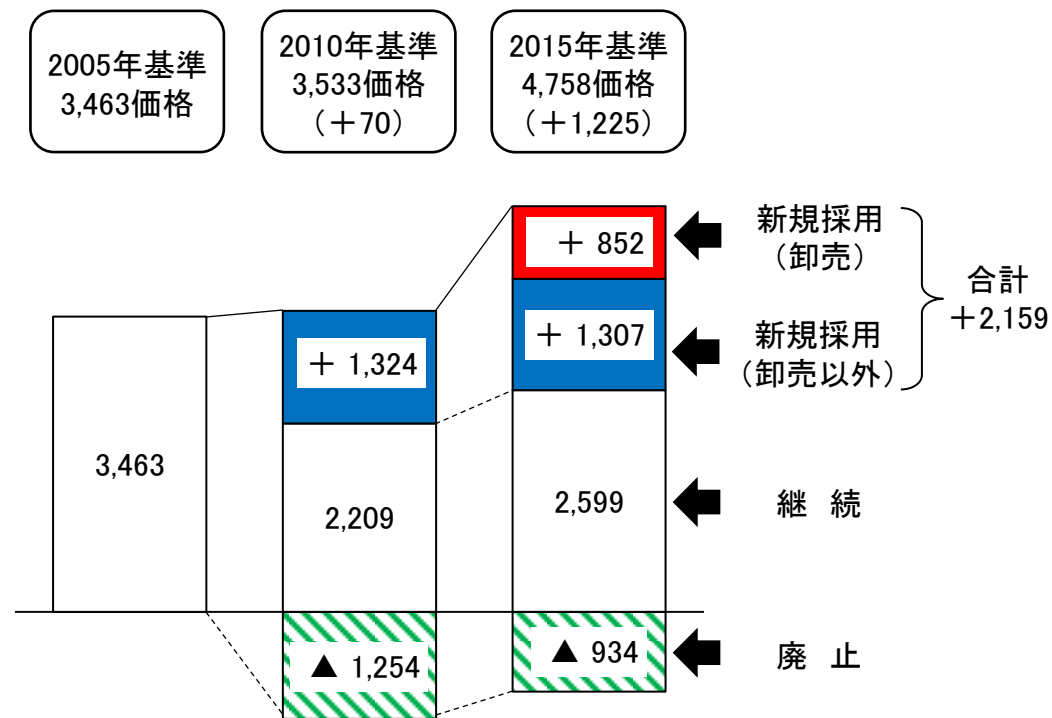 2005年基準
3,463価格
2010年基準
3,533価格
（＋70）
2015年基準
4,758価格
（＋1,225）
＋ 852
新規採用
（卸売）
合計
＋2,159
＋ 1,324
＋ 1,307
新規採用
（卸売以外）
3,463
2,209
2,599
継 続
▲ 1,254
▲ 934
廃 止